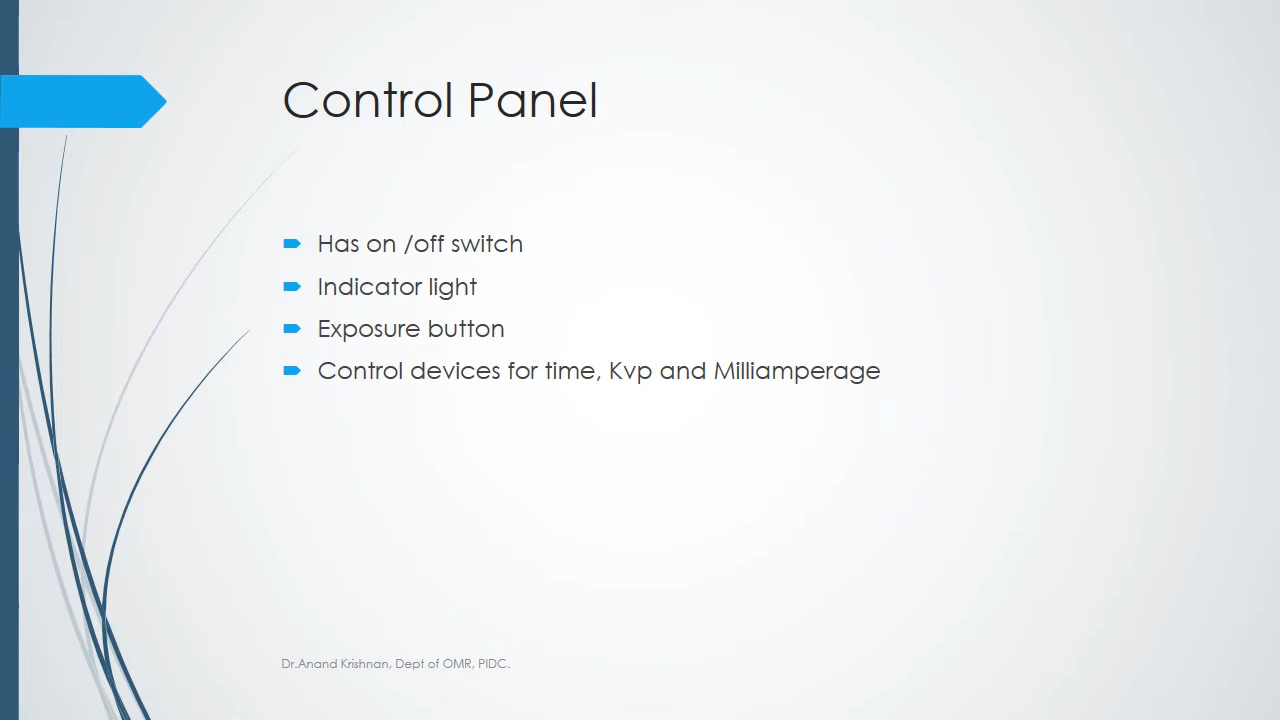 Control Panel
Has on /off switch
Indicator light
Exposure button
Control devices for time, Kvp and Milliamperage
Dr.Anand Krishnan, Dept of OMR, PIDC.